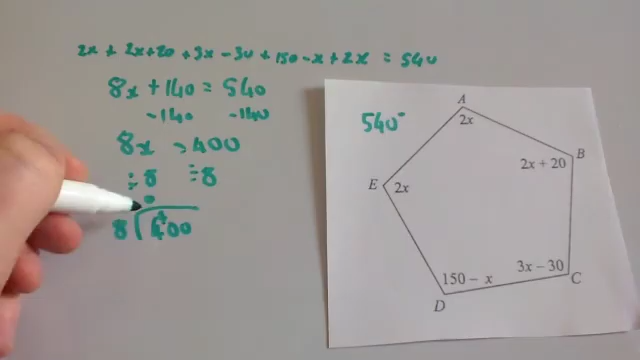 2x + 2x+20 + 3x - 30 + 150 - x + 2x = 540
8x + 140 = 540
-140 -140
8x = 400
÷8 ÷8
0
8 400
540°
A
2x
B
2x + 20
E 2x
3x - 30
150 - x
C
D